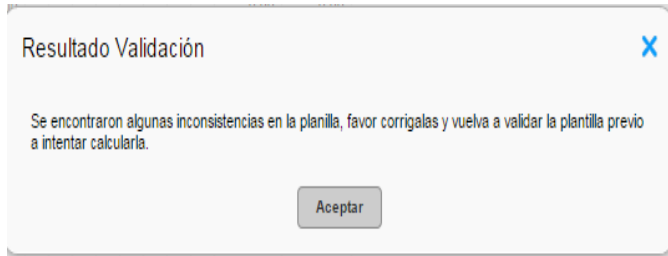 Resultado Validación
Se encontraron algunas inconsistencias en la planilla, favor corrigalas y vuelva a validar la plantilla previo
a intentar calcularla.
Aceptar